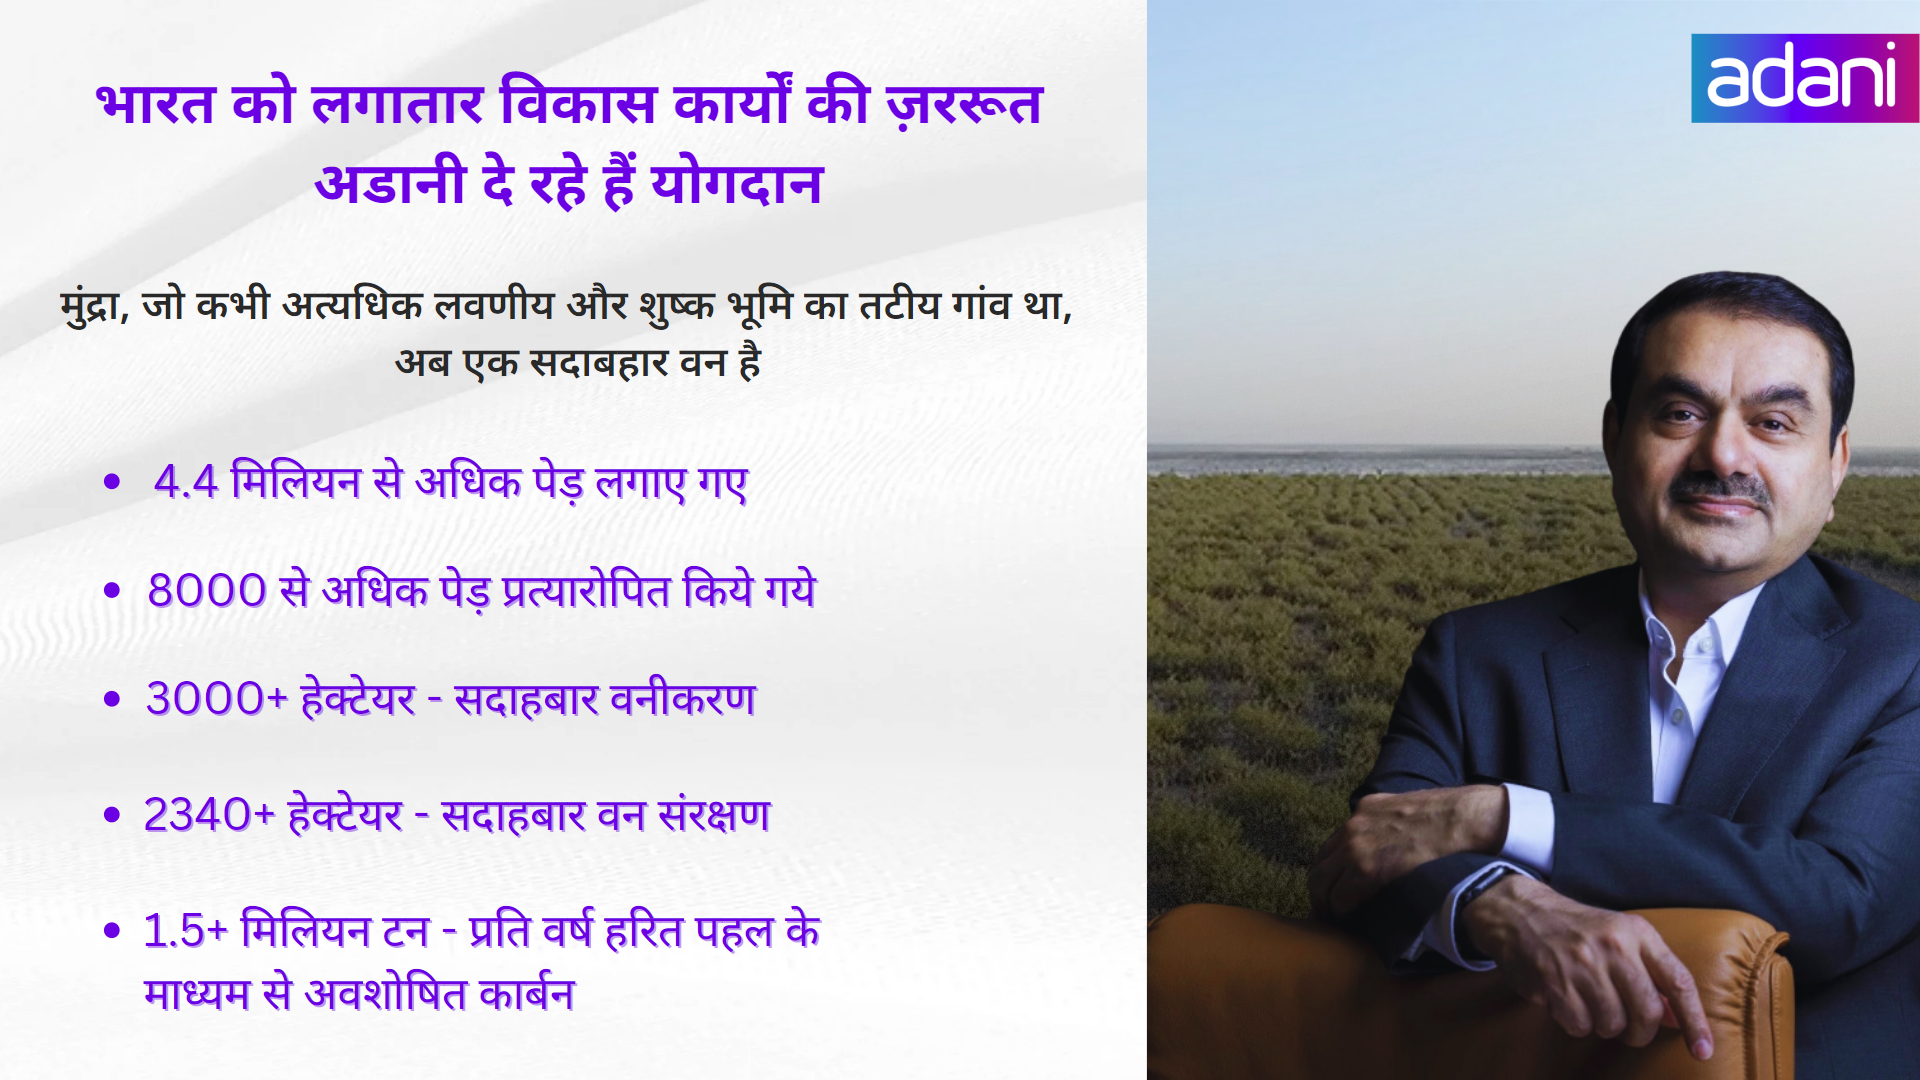 भारत को लगातार विकास कार्यों की ज़ररूत
अडानी दे रहे हैं योगदान
मुंद्रा, जो कभी अत्यधिक लवणीय और शुष्क भूमि का तटीय गांव था,
अब एक सदाबहार वन है
• 4.4 मिलियन से अधिक पेड़ लगाए गए
• 8000 से अधिक पेड़ प्रत्यारोपित किये गये
• 3000+ हेक्टेयर - सदाहबार वनीकरण
• 2340+ हेक्टेयर - सदाहबार वन संरक्षण
• 1.5+ मिलियन टन - प्रति वर्ष हरित पहल के
माध्यम से अवशोषित कार्बन
adani